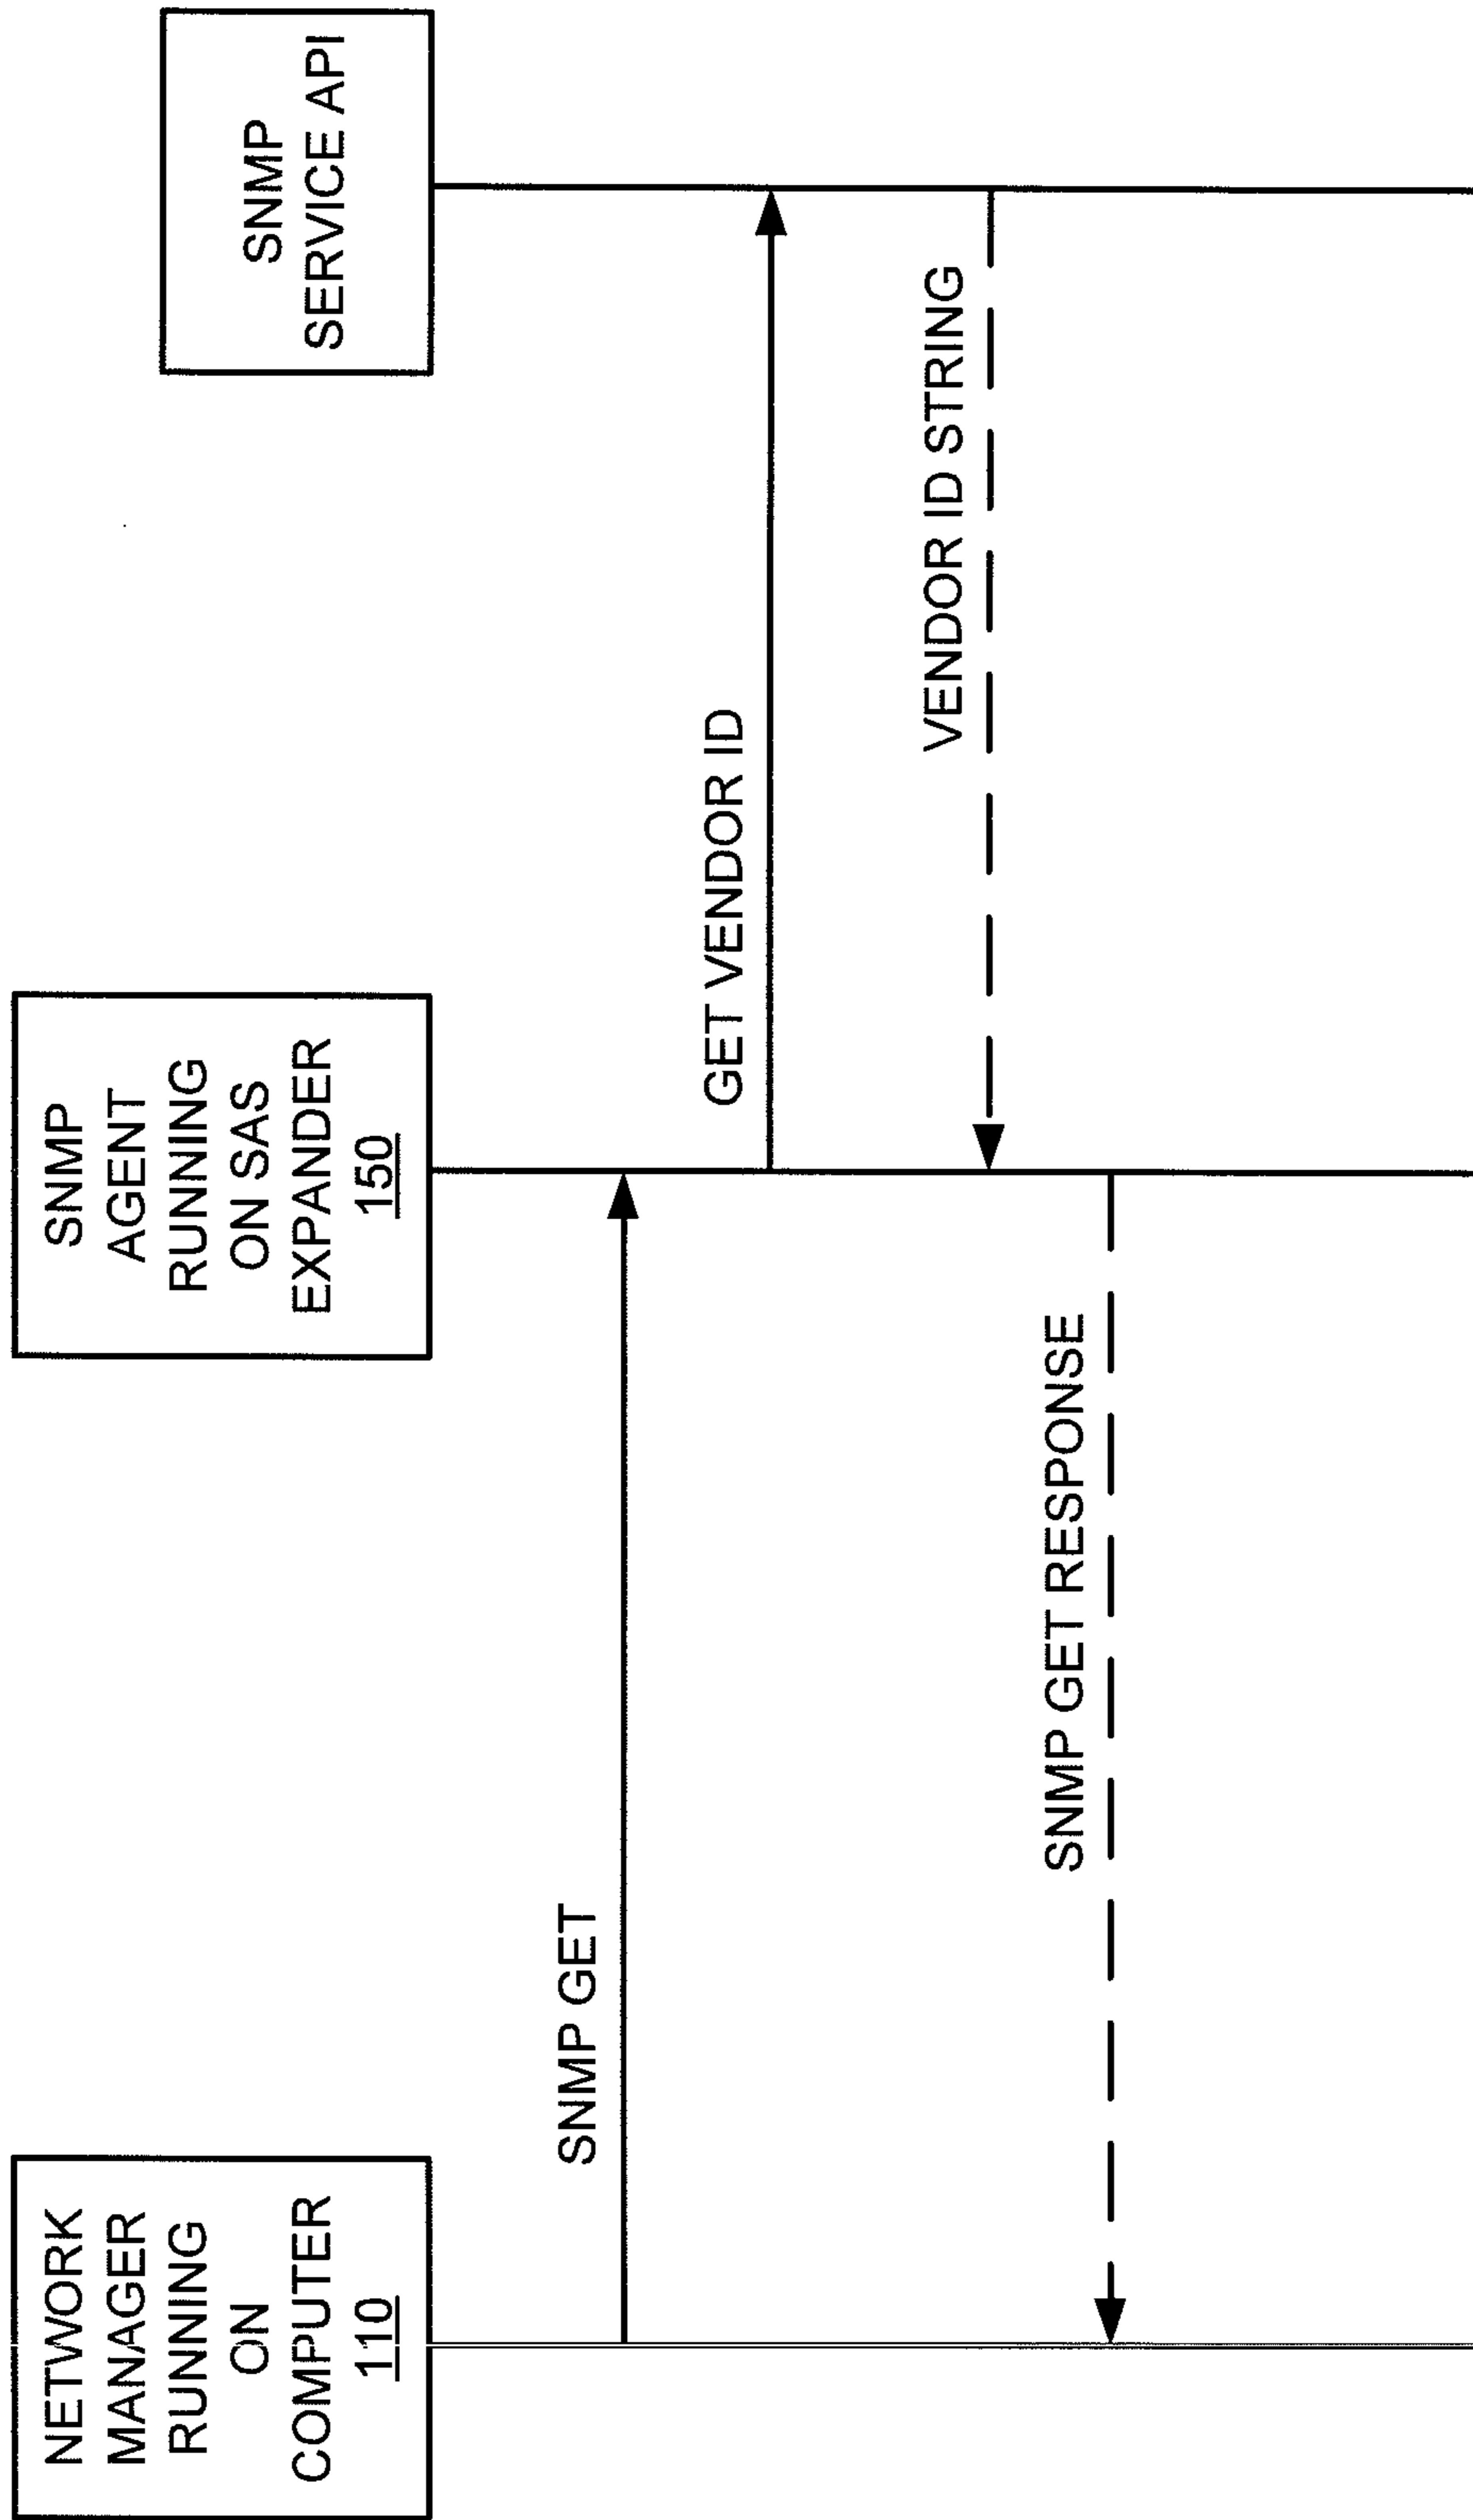 NETWORK
MANAGER
RUNNING
ON
COMPUTER
110
SNMP
AGENT
RUNNING
ON SAS
EXPANDER
150
SNMP
SERVICE API
SNMP GET
GET VENDOR ID
VENDOR ID STRING
SNMP GET RESPONSE